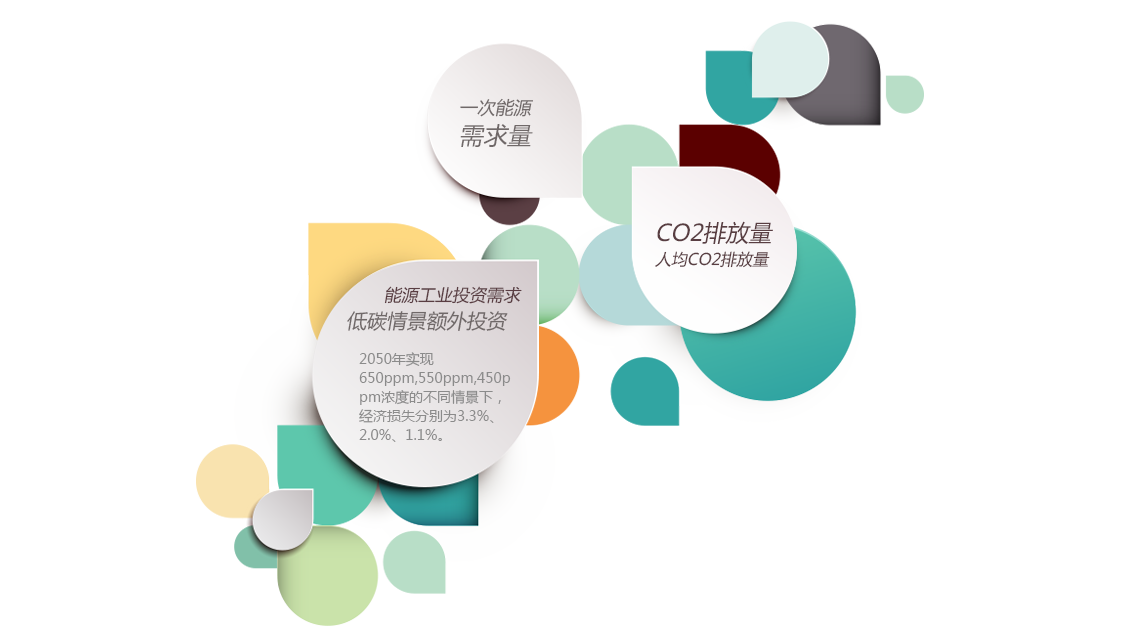 一次能源
需求量
CO2排放量
人均CO2排放量
能源工业投资需求
低碳情景额外投资
2050年实现
650ppm,550ppm,450p
pm浓度的不同情景下，
经济损失分别为3.3%、
2.0%、1.1%。